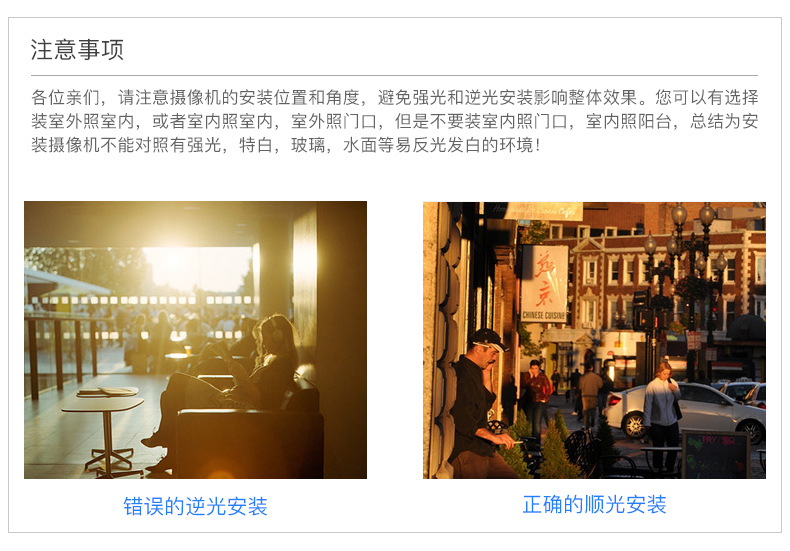 注意事项
各位亲们，请注意摄像机的安装位置和角度，避免强光和逆光安装影响整体效果。您可以有选择
装室外照室内，或者室内照室内，室外照门口，但是不要装室内照门口，室内照阳台，总结为安
装摄像机不能对照有强光，特白，玻璃，水面等易反光发白的环境！
燕
京
CHINESE CUISINE
错误的逆光安装
正确的顺光安装